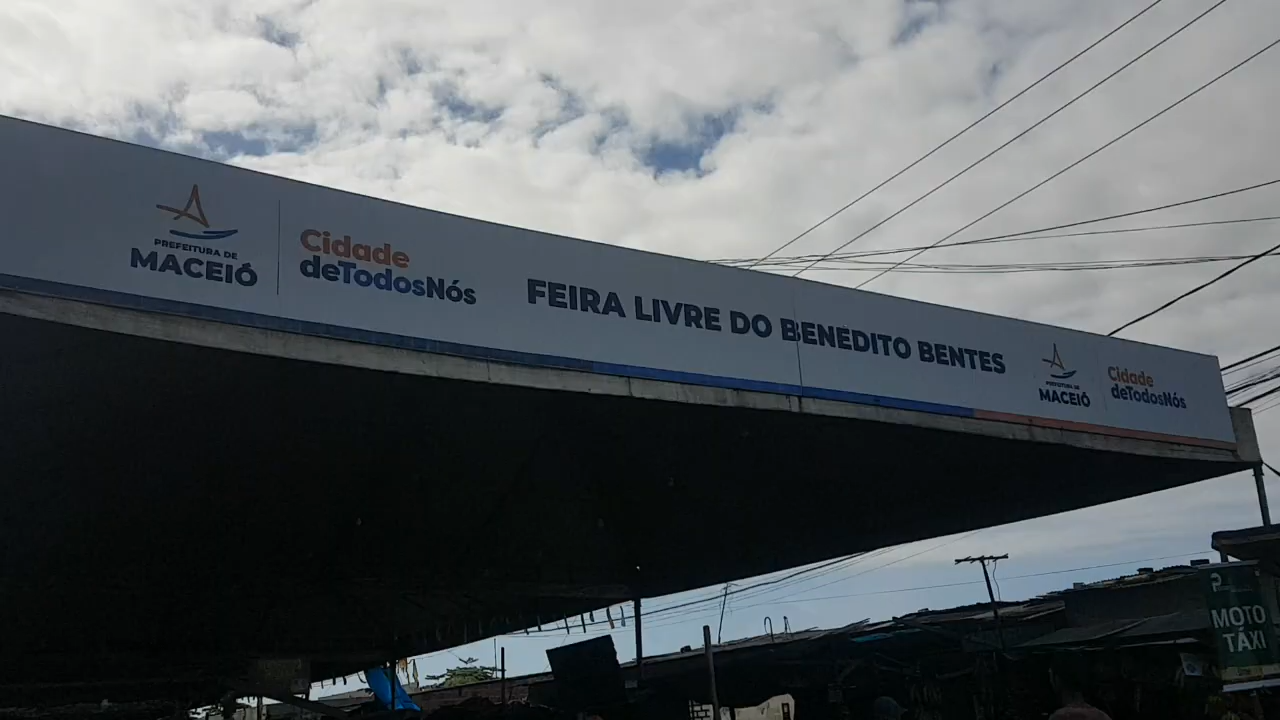 PREFEITURA DE
MACEIÓ
Cidade
deTodosNós
FEIRA LIVRE DO BENEDITO BENTES
PREFEITURA DE
MACEIÓ
Cidade
deTodosNós
MOTO
TÁXI